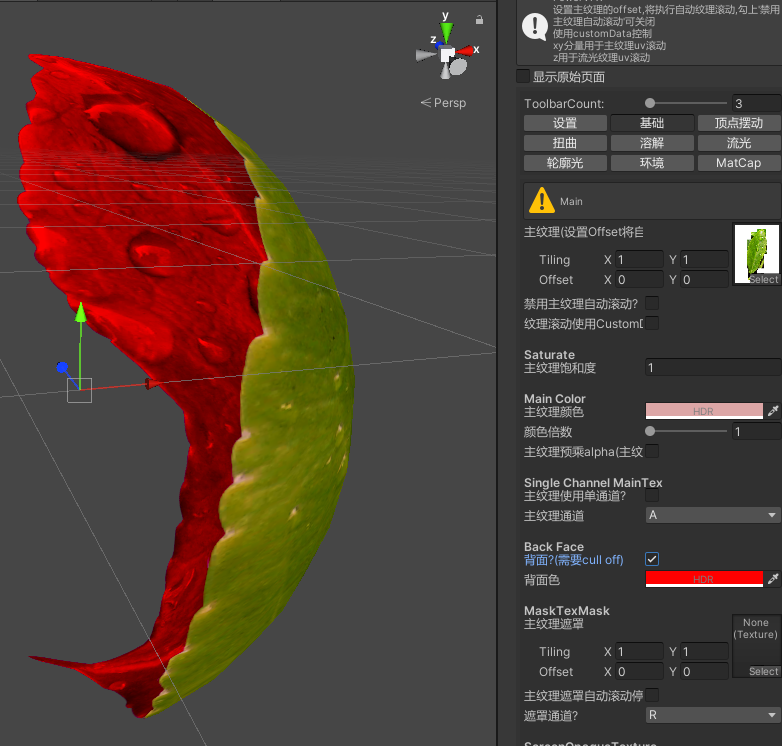 y
z
x
Persp
设置主纹理的offset,将执行自动纹理滚动,勾上'禁用
主纹理自动滚动'可关闭
使用customData控制
xy分量用于主纹理uv滚动
z用于流光纹理uv滚动
显示原始页面
ToolbarCount: 3
设置 基础 顶点摆动
扭曲 溶解 流光
轮廓光 环境 MatCap
Main
主纹理(设置Offset将自
Tiling X 1 Y 1
Offset X 0 Y 0
Select
禁用主纹理自动滚动?
纹理滚动使用CustomD
Saturate
主纹理饱和度 1
Main Color
主纹理颜色 HDR
颜色倍数 1
主纹理预乘alpha(主纹
Single Channel MainTex
主纹理使用单通道?
主纹理通道 A
Back Face
背面?(需要cull off)
背面色 HDR
MaskTexMask
主纹理遮罩
None
(Texture)
Tiling X 1 Y 1
Offset X 0 Y 0
Select
主纹理遮罩自动滚动停
遮罩通道? R
ScreenOpaqueTexture